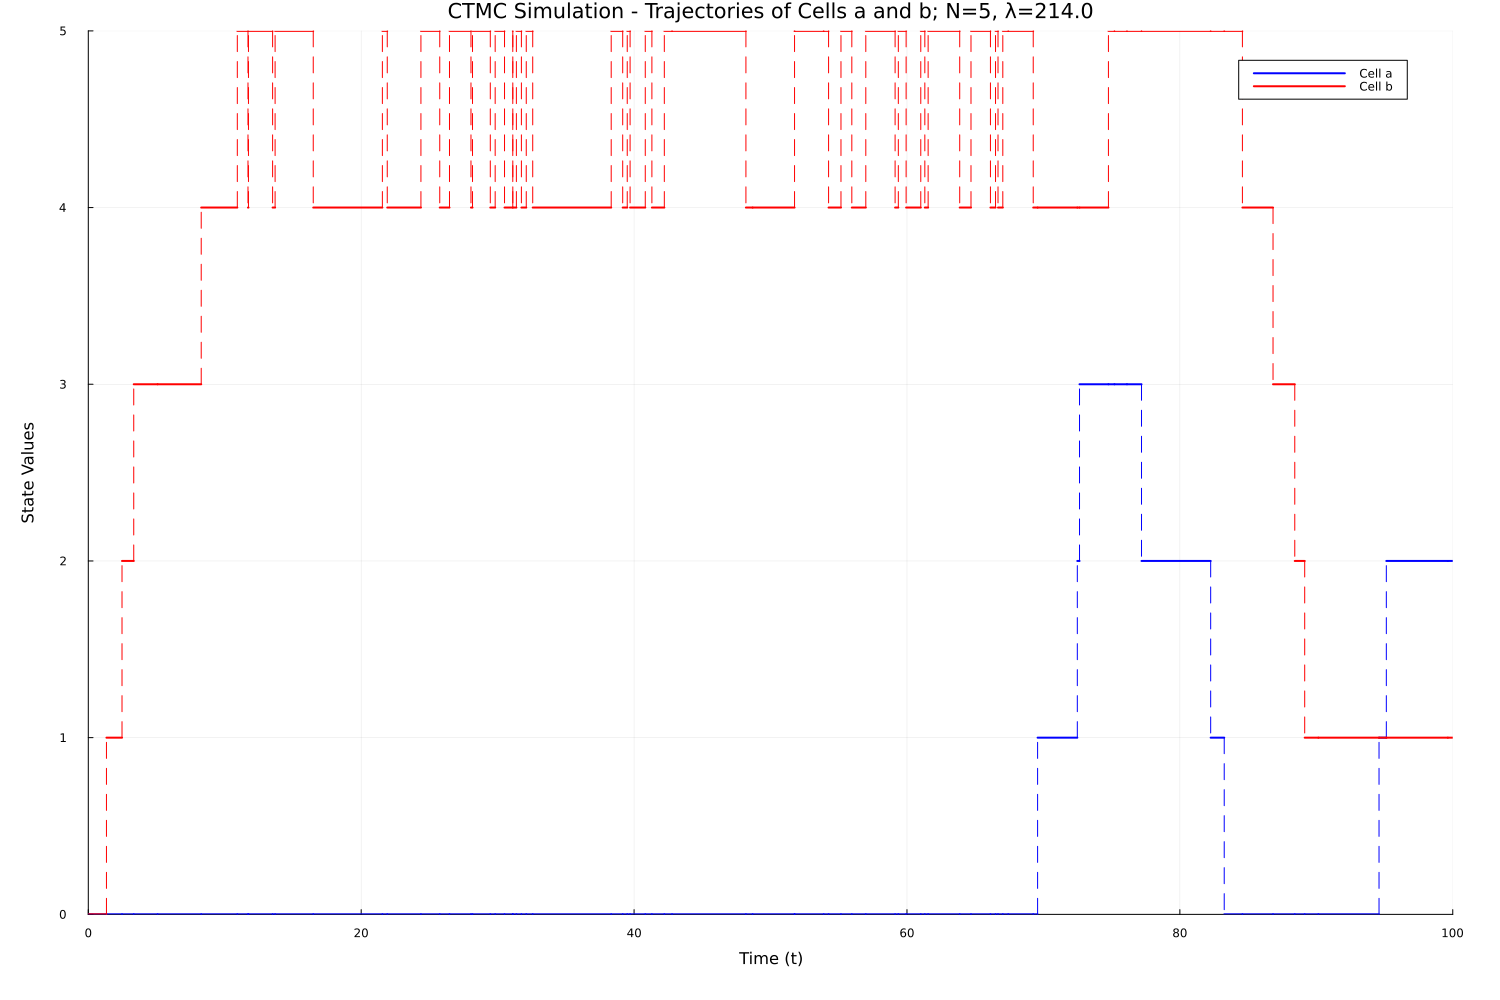 CTMC Simulation - Trajectories of Cells a and b; N=5, λ=214.0
5
Cell a
Cell b
4
3
State Values
2
1
0
0 20 40 60 80 100
Time (t)